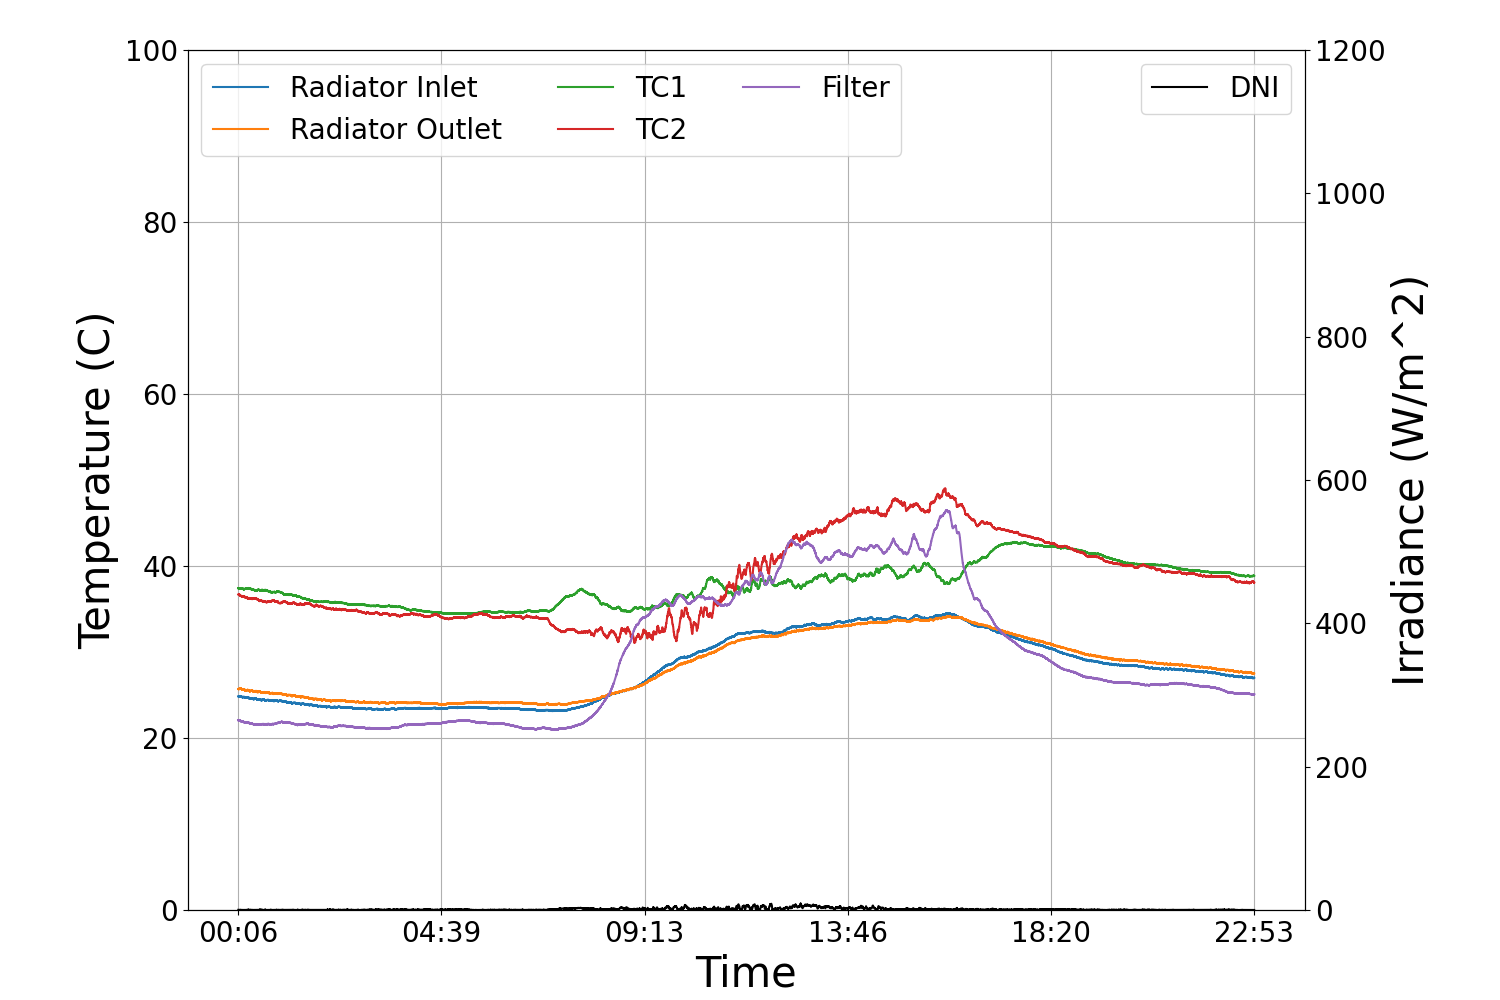 100
80
60
40
20
0
Temperature (C)
Radiator Inlet
Radiator Outlet
TC1
TC2
Filter
DNI
1200
1000
800
600
400
200
0
Irradiance (W/m^2)
00:06 04:39 09:13 13:46 18:20 22:53
Time